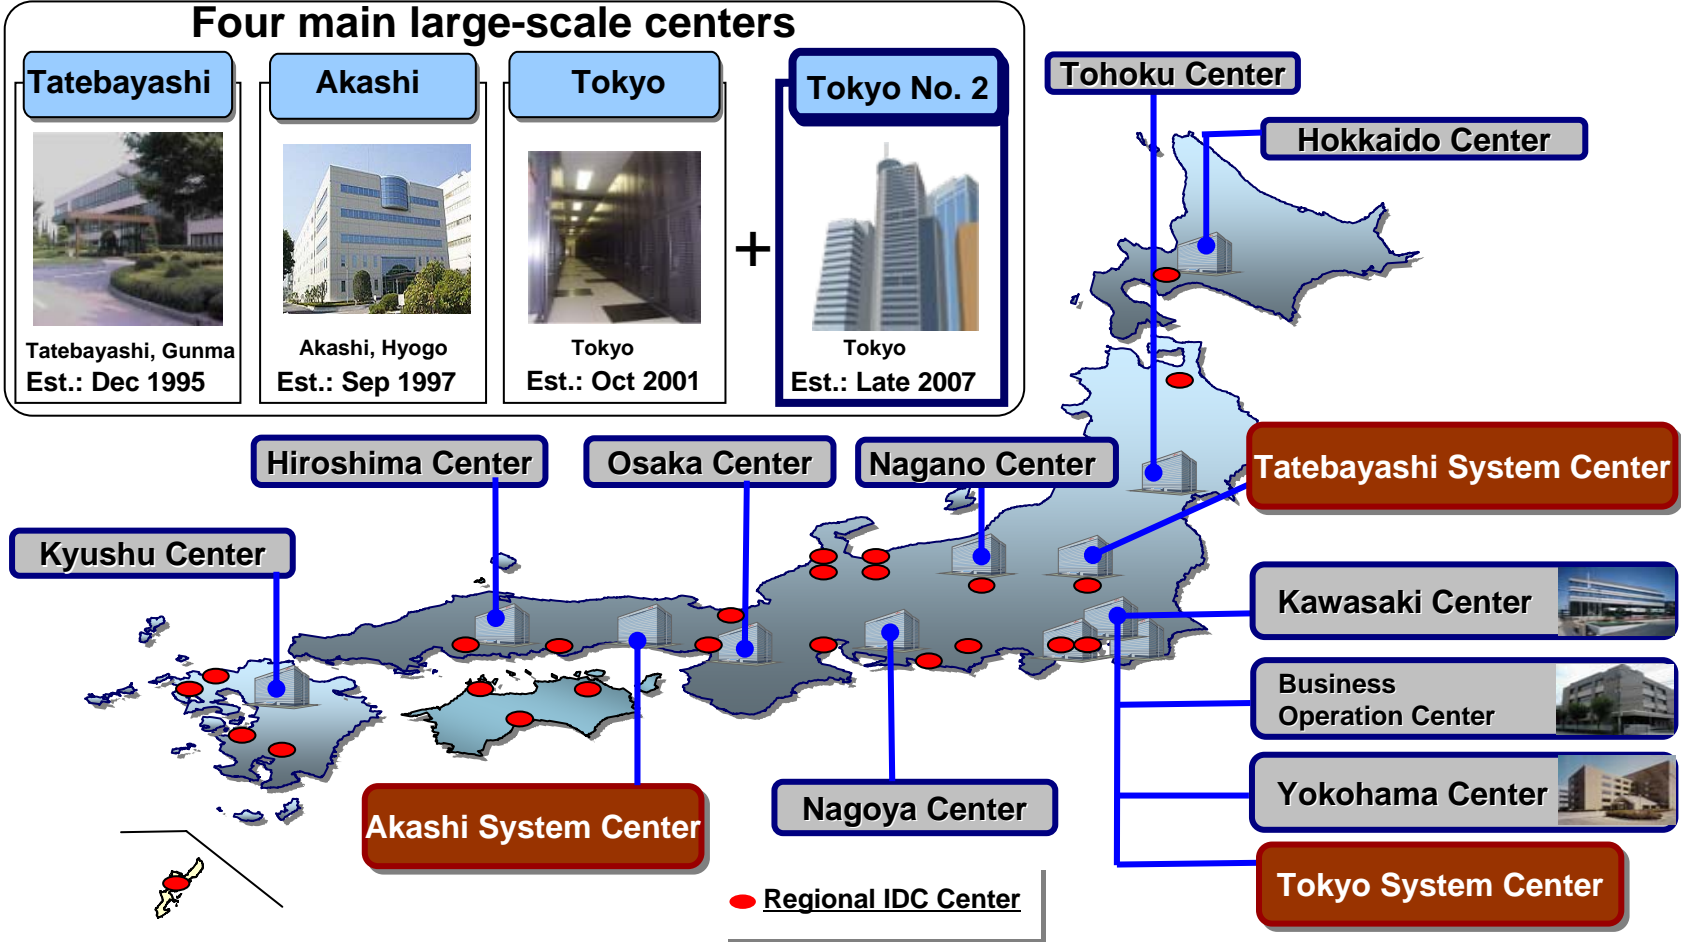 Four main large-scale centers
Tatebayashi
Akashi
Tokyo
Tokyo No. 2
+
Tatebayashi, Gunma
Est.: Dec 1995
Akashi, Hyogo
Est.: Sep 1997
Tokyo
Est.: Oct 2001
Tokyo
Est.: Late 2007
Tohoku Center
Hokkaido Center
Hiroshima Center
Osaka Center
Nagano Center
Tatebayashi System Center
Kyushu Center
Kawasaki Center
Business
Operation Center
Yokohama Center
Tokyo System Center
Akashi System Center
Nagoya Center
Regional IDC Center